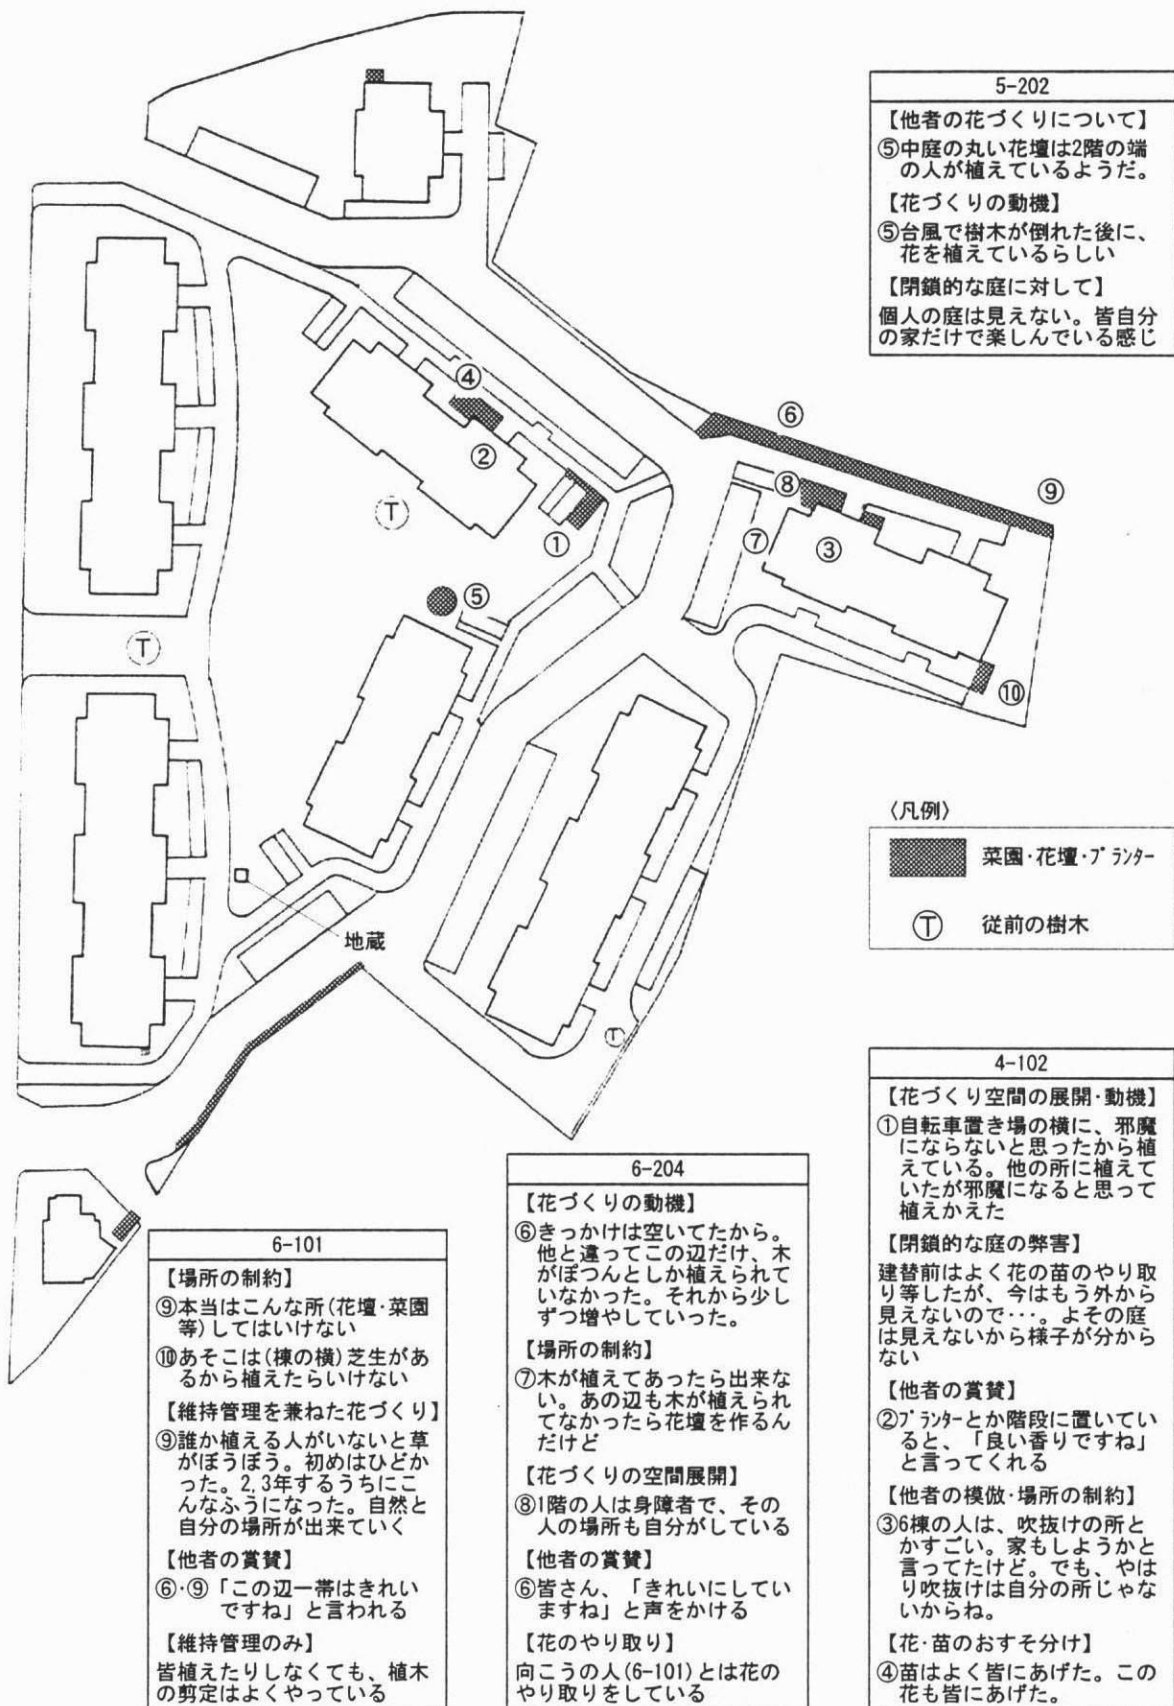 5-202
【他者の花づくりについて】
⑤中庭の丸い花壇は2階の端
の人が植えているようだ。
【花づくりの動機】
⑤台風で樹木が倒れた後に、
花を植えているらしい
【閉鎖的な庭に対して】
個人の庭は見えない。皆自分
の家だけで楽しんでいる感じ
④
⑥
②
⑧
⑨
Ⓣ
①
⑦
③
⑤
Ⓣ
⑩
〈凡例〉
菜園・花壇・プランター
Ⓣ 従前の樹木
地蔵
Ⓣ
6-101
【場所の制約】
⑨本当はこんな所(花壇・菜園
等)してはいけない
⑩あそこは(棟の横)芝生があ
るから植えたらいけない
【維持管理を兼ねた花づくり】
⑨誰か植える人がいないと草
がぼうぼう。初めはひどか
った。2,3年するうちにこ
んなふうになった。自然と
自分の場所が出来ていく
【他者の賞賛】
⑥・⑨「この辺一帯はきれい
ですね」と言われる
【維持管理のみ】
皆植えたりしなくても、植木
の剪定はよくやっている
6-204
【花づくりの動機】
⑥きっかけは空いてたから。
他と違ってこの辺だけ、木
がぽつんとしか植えられて
いなかった。それから少し
ずつ増やしていった。
【場所の制約】
⑦木が植えてあったら出来な
い。あの辺も木が植えられ
てなかったら花壇を作るん
だけど
【花づくりの空間展開】
⑧1階の人は身障者で、その
人の場所も自分がしている
【他者の賞賛】
⑥皆さん、「きれいにしてい
ますね」と声をかける
【花のやり取り】
向こうの人(6-101)とは花の
やり取りをしている
4-102
【花づくり空間の展開・動機】
①自転車置き場の横に、邪魔
にならないと思ったから植
えている。他の所に植えて
いたが邪魔になると思って
植えかえた
【閉鎖的な庭の弊害】
建替前はよく花の苗のやり取
り等したが、今はもう外から
見えないので・・・。よその庭
は見えないから様子が分から
ない
【他者の賞賛】
②プランターとか階段に置いてい
ると、「良い香りですね」
と言ってくれる
【他者の模倣・場所の制約】
③6棟の人は、吹抜けの所と
かすごい。家もしようかと
言ってたけど。でも、やは
り吹抜けは自分の所じゃな
いからね。
【花・苗のおすそ分け】
④苗はよく皆にあげた。この
花も皆にあげた。